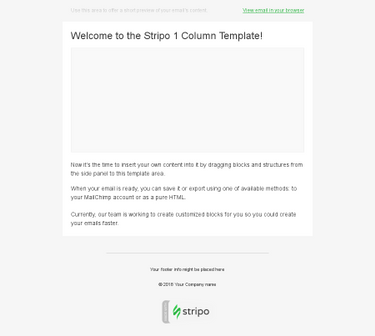 Use this area to offer a short preview of your email's content.
View email in your browser
Welcome to the Stripo 1 Column Template!
Now it's the time to insert your own content into it by dragging blocks and structures from
the side panel to this template area.
When your email is ready, you can save it or export using one of available methods: to
your MailChimp account or as a pure HTML.
Currently, our team is working to create customized blocks for you so you could create
your emails faster.
Your footer info might be placed here
stripo